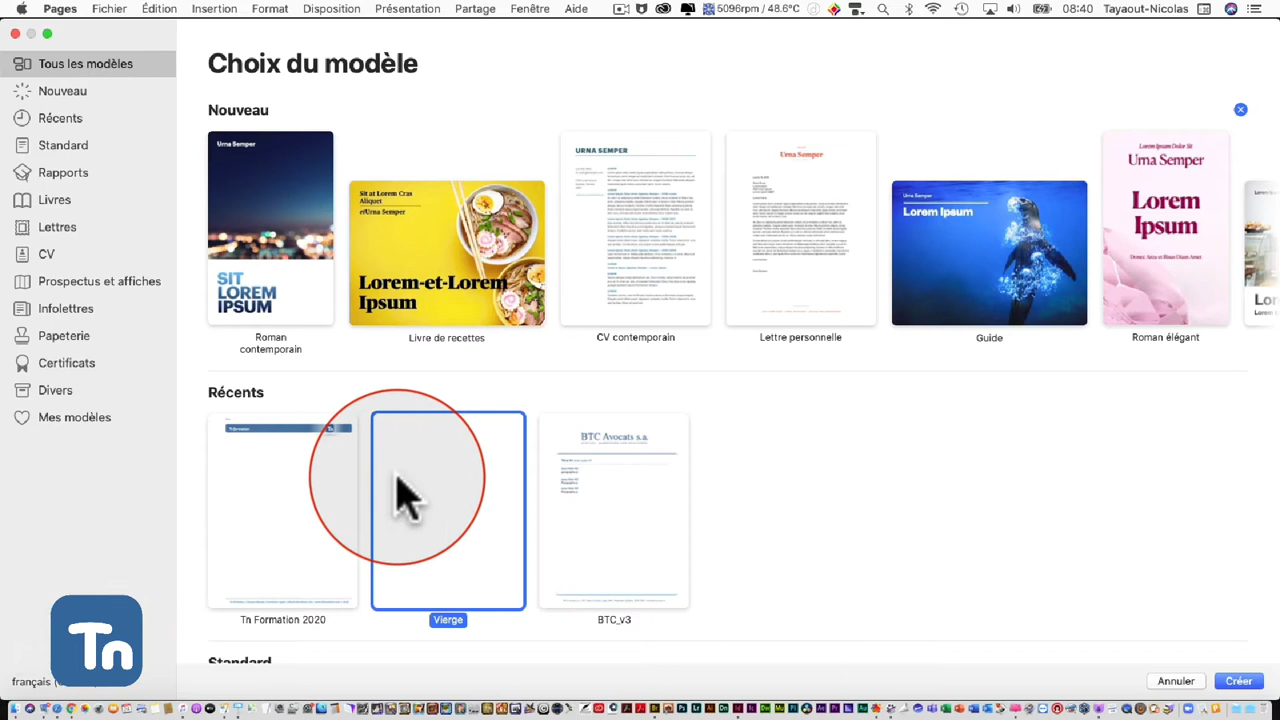 Pages Fichier Édition Insertion Format Disposition Présentation Partage Fenêtre Aide 5096rpm / 48.6°C 08:40 Tayaout-Nicolas
Tous les modèles
Nouveau
Récents
Standard
Rapports
Livres
Lettres
CV
Prospectus et affiches
Infolettres
Papeterie
Certificats
Divers
Mes modèles
français
Tn
Choix du modèle
Nouveau
Urna Semper
SIT
LOREM
IPSUM
Roman
contemporain
Sit at Lorem Cras
Aliquet
Urna Semper
Lorem-et-Lorem
Ipsum
Livre de recettes
URNA SEMPER
CV contemporain
Urna Semper
Lettre personnelle
Urna Semper
Lorem Ipsum
Guide
Lorem Ipsum Dolor Sit
Urna Semper
Lorem
Ipsum
Roman élégant
Récents
Tn Formation 2020
Vierge
BTC Avocats s.a.
BTC_v3
Standard
Annuler
Créer